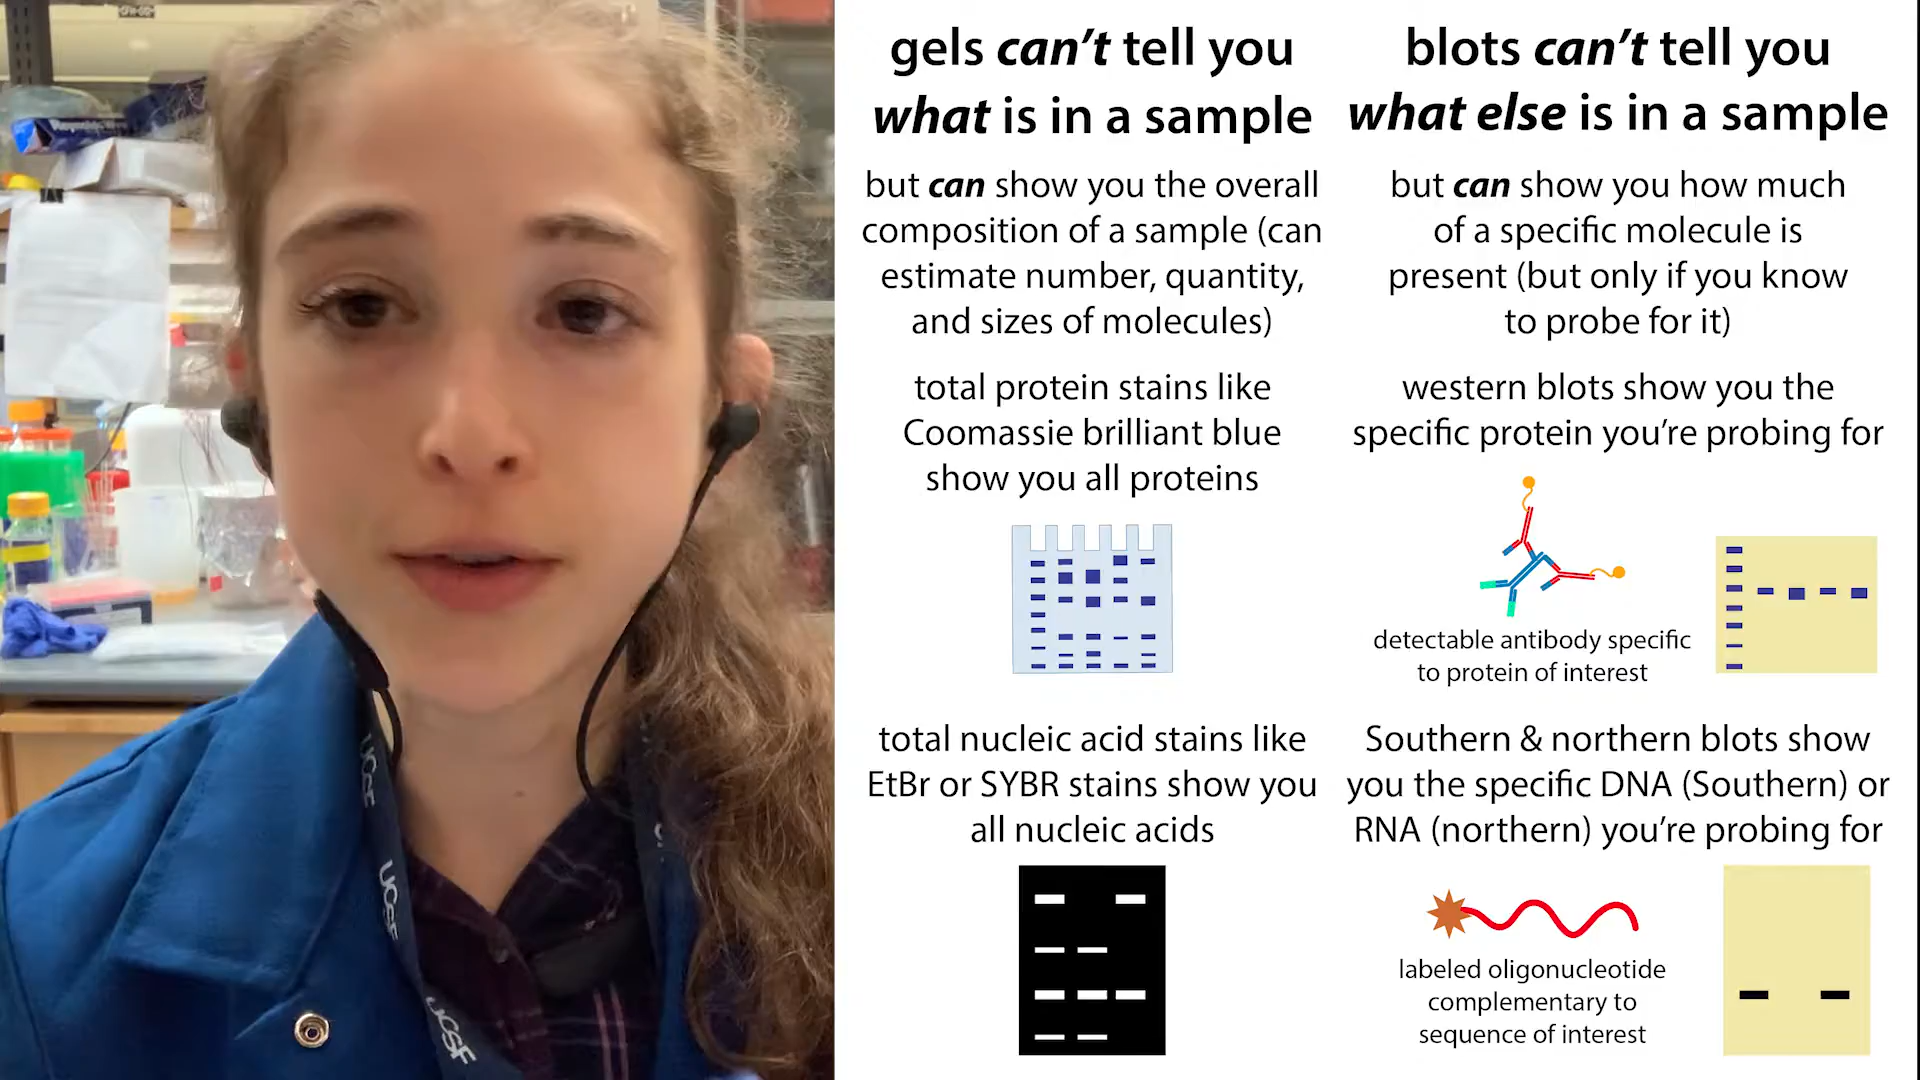 gels can't tell you
what is in a sample
but can show you the overall
composition of a sample (can
estimate number, quantity,
and sizes of molecules)
total protein stains like
Coomassie brilliant blue
show you all proteins
total nucleic acid stains like
EtBr or SYBR stains show you
all nucleic acids
blots can't tell you
what else is in a sample
but can show you how much
of a specific molecule is
present (but only if you know
to probe for it)
western blots show you the
specific protein you're probing for
detectable antibody specific
to protein of interest
Southern & northern blots show
you the specific DNA (Southern) or
RNA (northern) you're probing for
labeled oligonucleotide
complementary to
sequence of interest
UCSF
UCSF
UCSF